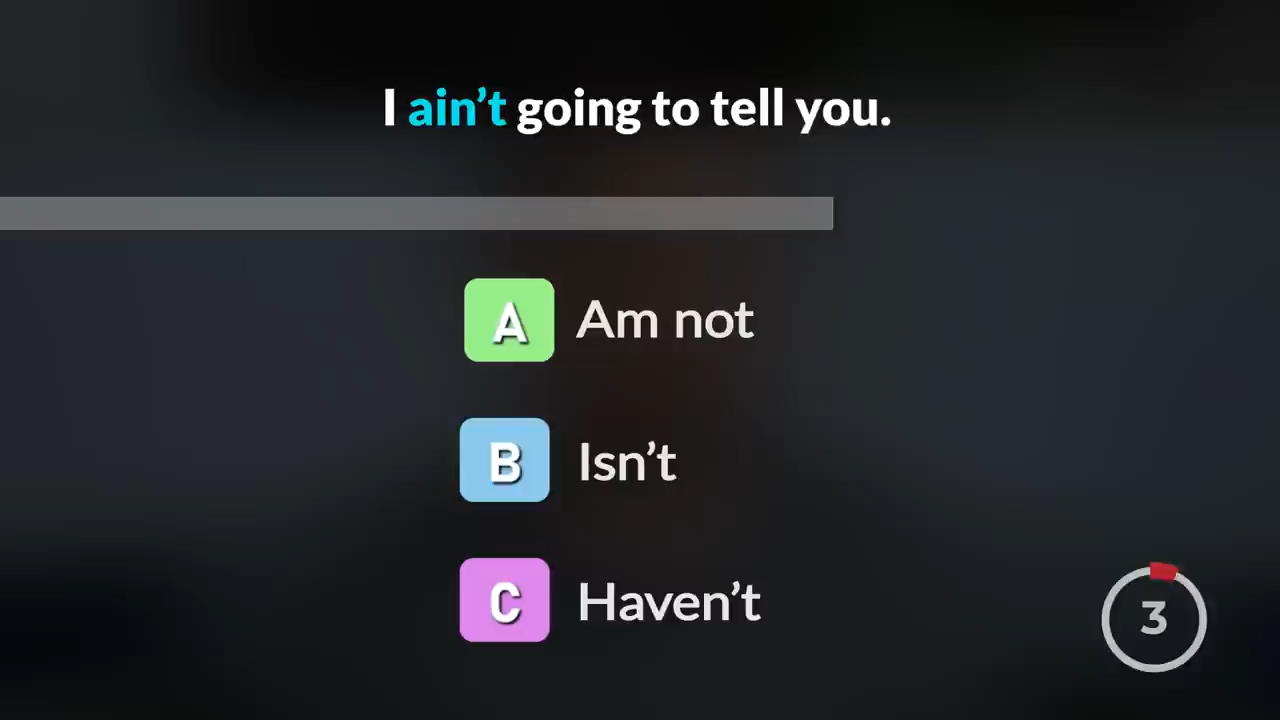 I ain’t going to tell you.
A Am not
B Isn’t
C Haven’t
3